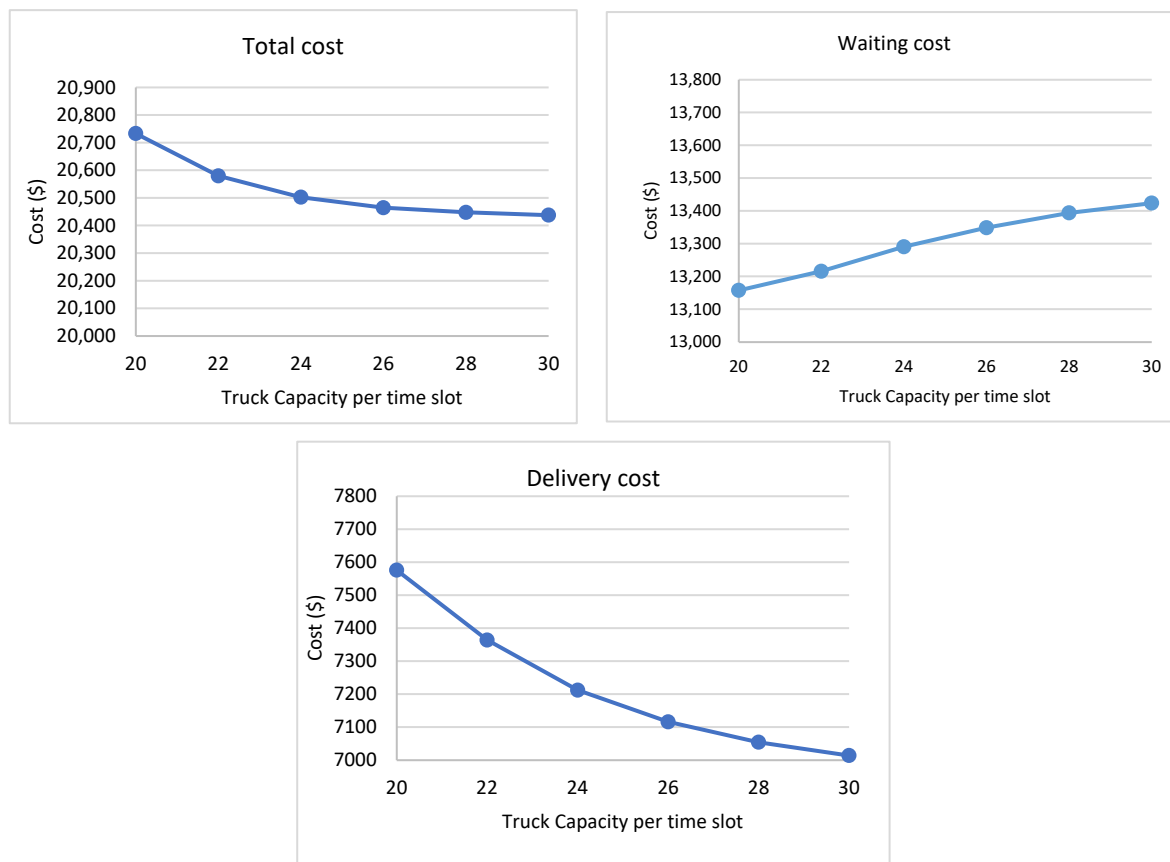 Total cost
20,900
20,800
20,700
20,600
20,500
20,400
20,300
20,200
20,100
20,000
Cost ($)
20 22 24 26 28 30
Truck Capacity per time slot
Waiting cost
13,800
13,700
13,600
13,500
13,400
13,300
13,200
13,100
13,000
Cost ($)
20 22 24 26 28 30
Truck Capacity per time slot
Delivery cost
7800
7700
7600
7500
7400
7300
7200
7100
7000
Cost ($)
20 22 24 26 28 30
Truck Capacity per time slot